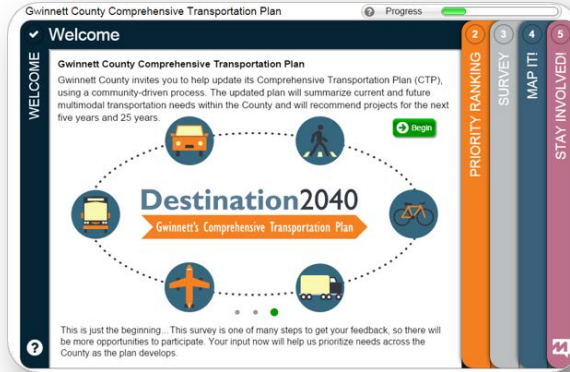 Gwinnett County Comprehensive Transportation Plan
? Progress
✔ Welcome
WELCOME
Gwinnett County Comprehensive Transportation Plan
Gwinnett County invites you to help update its Comprehensive Transportation Plan (CTP),
using a community-driven process. The updated plan will summarize current and future
multimodal transportation needs within the County and will recommend projects for the next
five years and 25 years.
Begin
Destination2040
Gwinnett's Comprehensive Transportation Plan
This is just the beginning...This survey is one of many steps to get your feedback, so there will
be more opportunities to participate. Your input now will help us prioritize needs across the
County as the plan develops.
?
2
PRIORITY RANKING
3
SURVEY
4
MAP IT!
5
STAY INVOLVED!